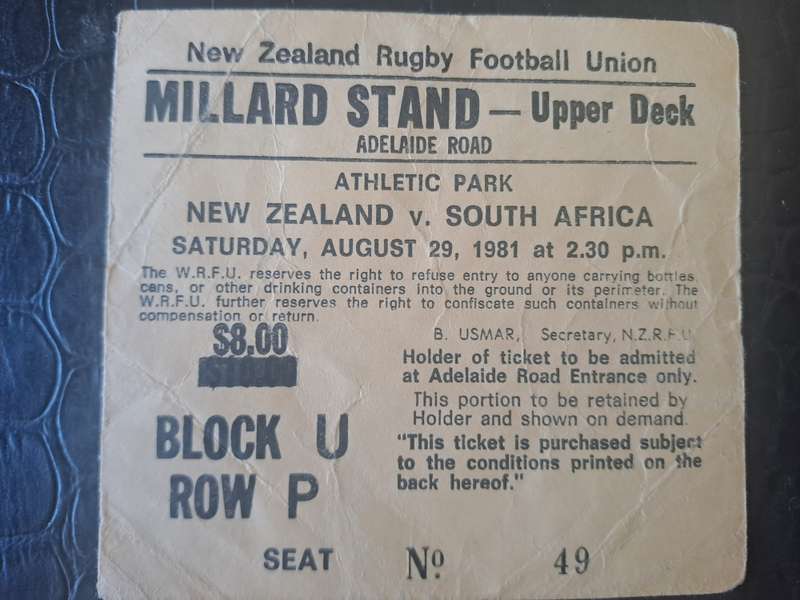 New Zealand Rugby Football Union
MILLARD STAND — Upper Deck
ADELAIDE ROAD
ATHLETIC PARK
NEW ZEALAND v. SOUTH AFRICA
SATURDAY, AUGUST 29, 1981 at 2.30 p.m.
The W.R.F.U. reserves the right to refuse entry to anyone carrying bottles,
cans, or other drinking containers into the ground or its perimeter. The
W.R.F.U. further reserves the right to confiscate such containers without
compensation or return.
$8.00
B. USMAR, Secretary, N.Z.R.F.U.
Holder of ticket to be admitted
at Adelaide Road Entrance only.
This portion to be retained by
Holder and shown on demand.
"This ticket is purchased subject
to the conditions printed on the
back hereof."
BLOCK U
ROW P
SEAT No. 49